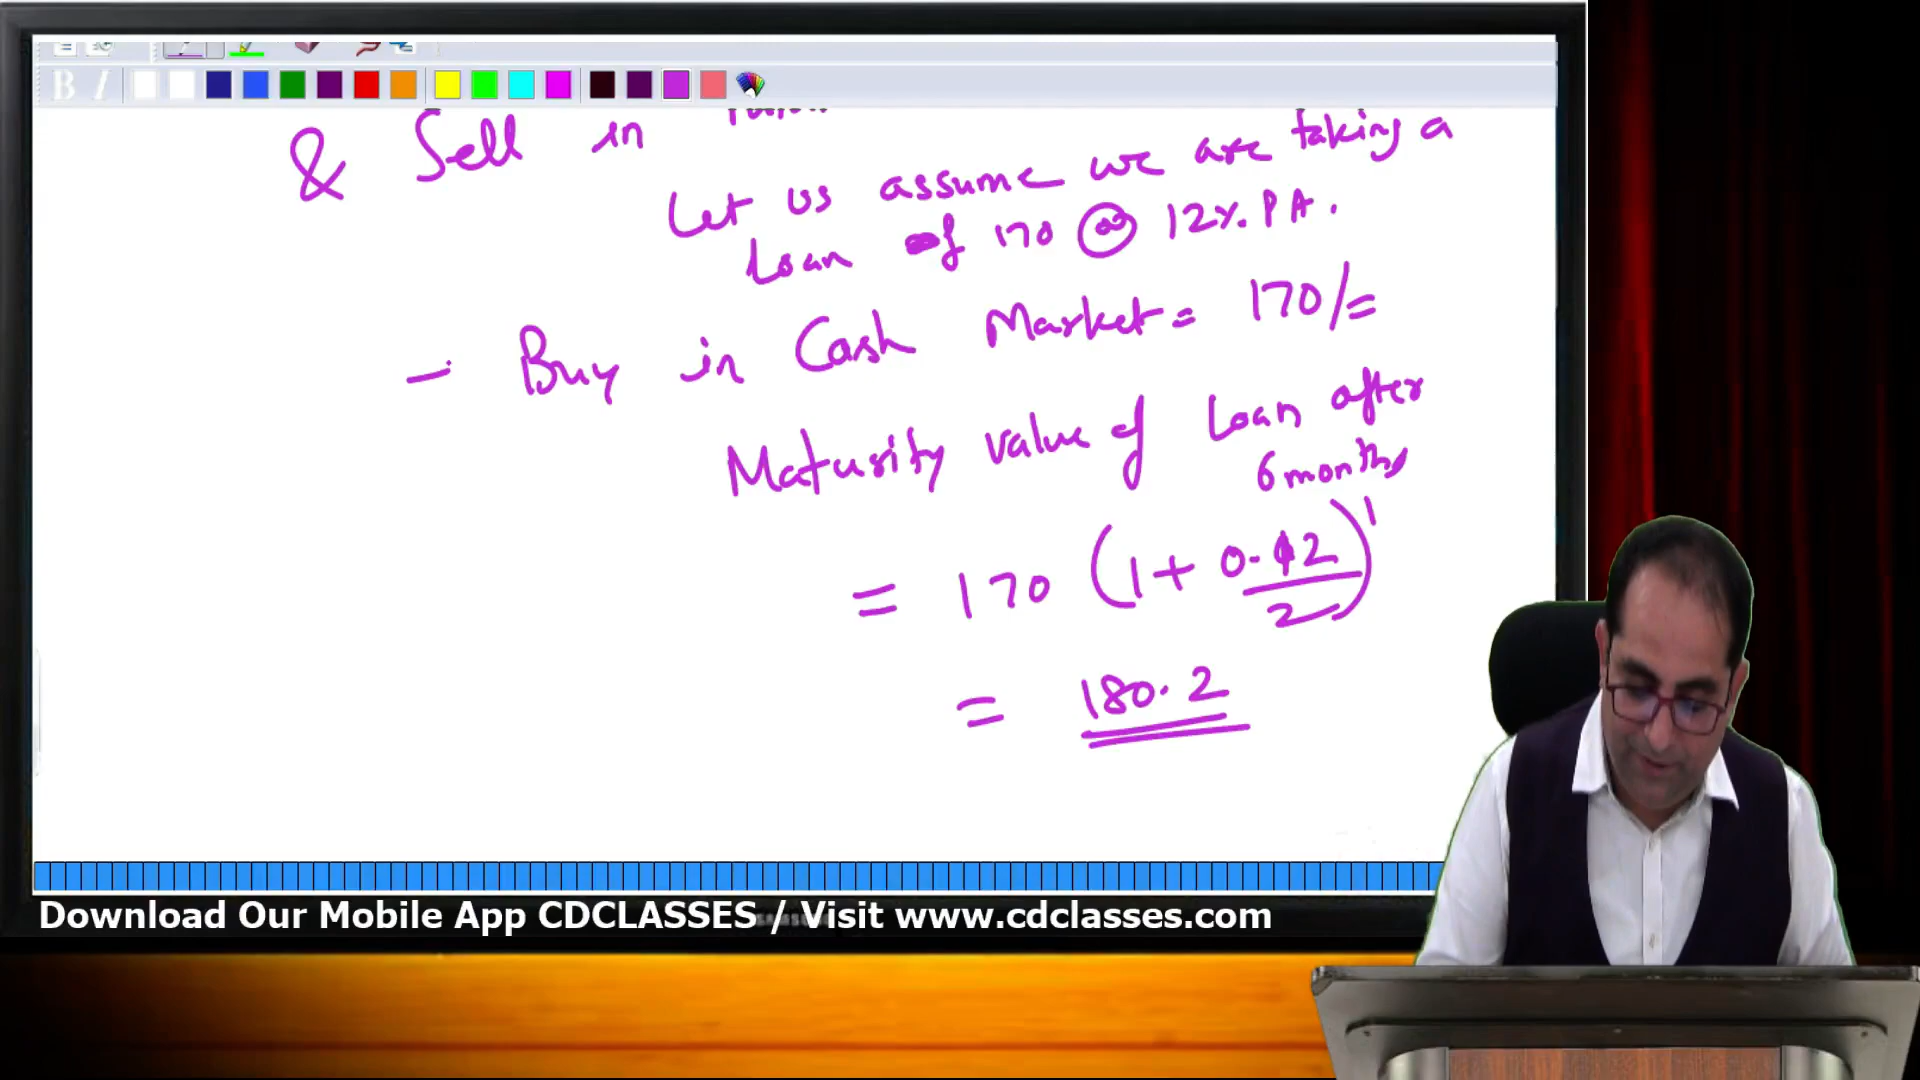 B I
& Sell in
Let us assume we are taking a
Loan of 170 @ 12% PA.
- Buy in Cash Market = 170/=
Maturity value of Loan after
6 months
= 170 (1 + 0.12/2)^1
= 180.2
Download Our Mobile App CDCLASSES / Visit www.cdclasses.com